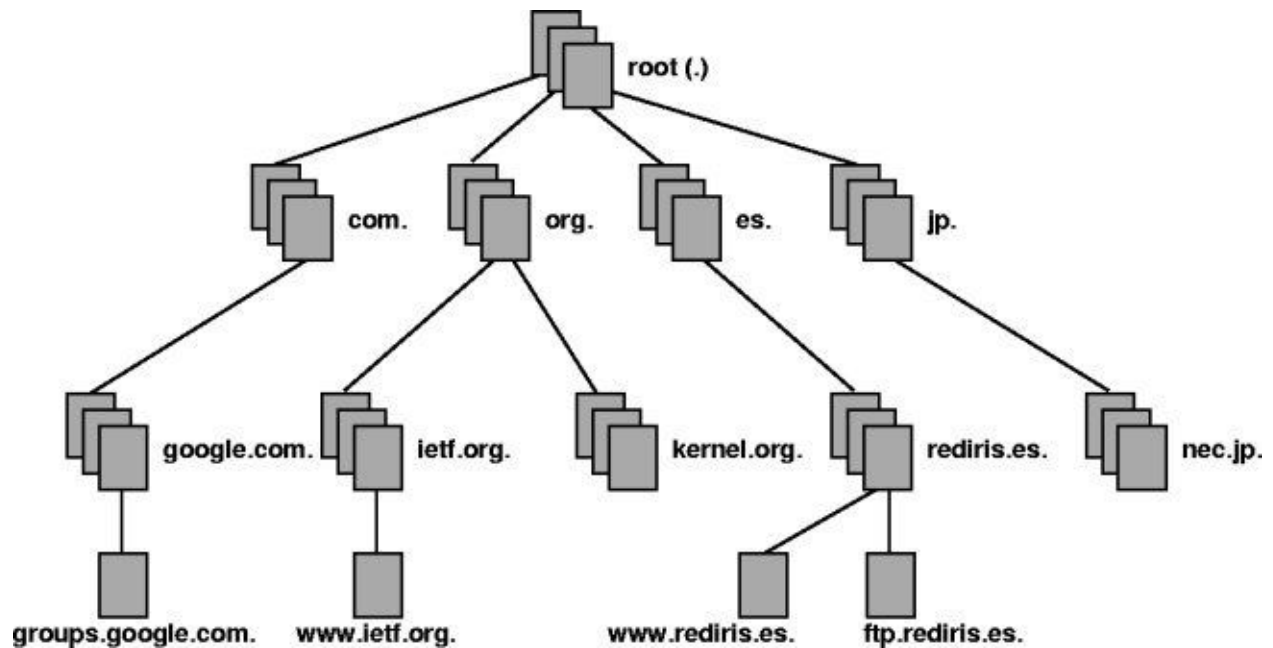 root (.)
com.
org.
es.
jp.
google.com.
ietf.org.
kernel.org.
rediris.es.
nec.jp.
groups.google.com.
www.ietf.org.
www.rediris.es.
ftp.rediris.es.